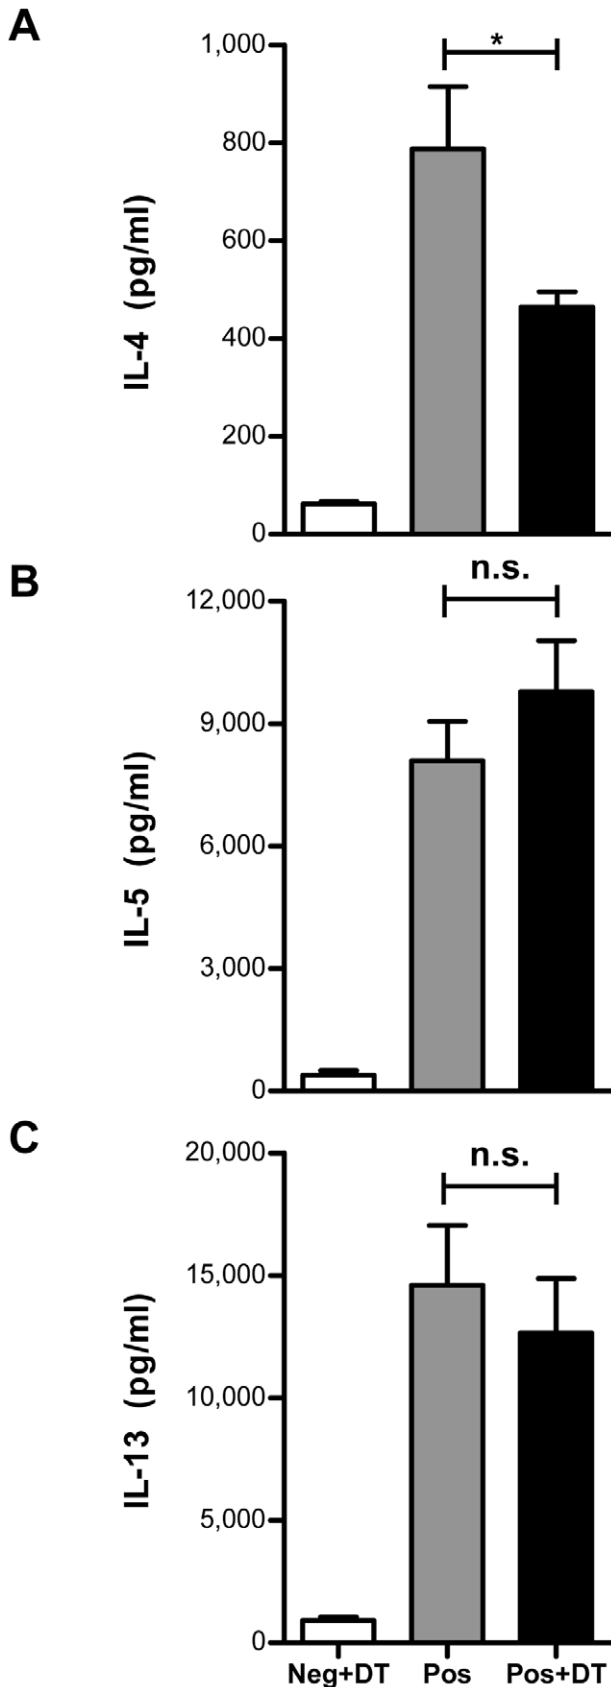 A
1,000
*
800
600
400
200
0
IL-4 (pg/ml)
B
n.s.
12,000
9,000
6,000
3,000
0
IL-5 (pg/ml)
C
n.s.
20,000
15,000
10,000
5,000
0
IL-13 (pg/ml)
Neg+DT Pos Pos+DT